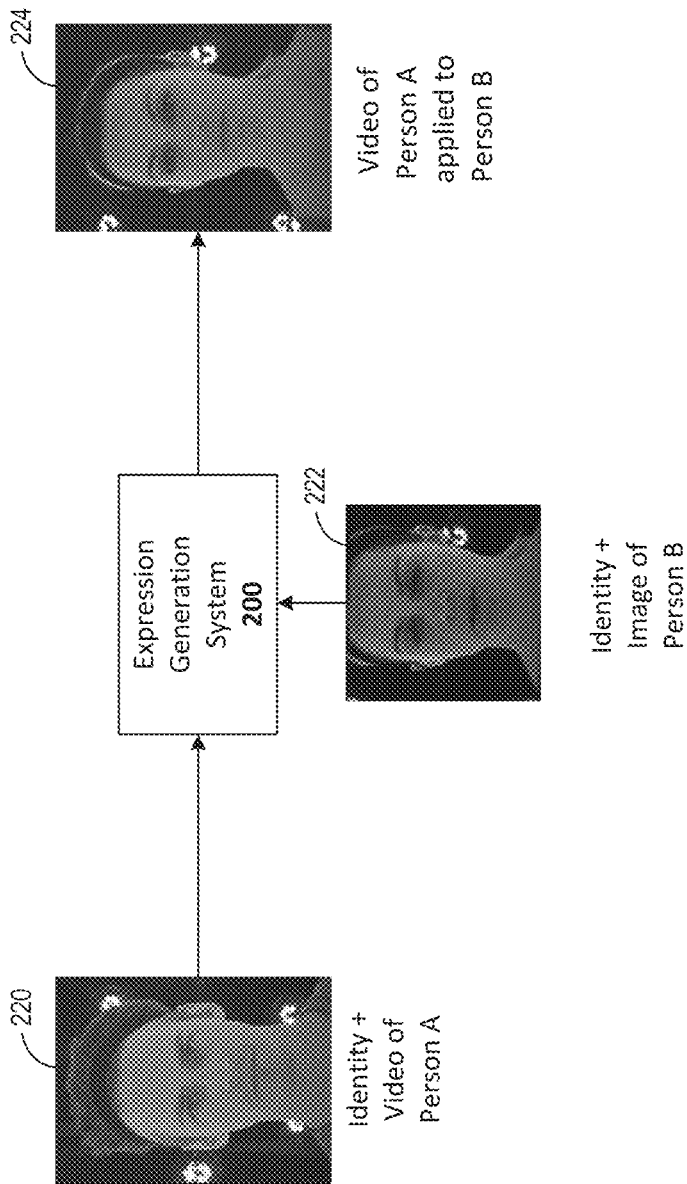 220
Identity +
Video of
Person A
Expression
Generation
System
200
222
Identity +
Image of
Person B
224
Video of
Person A
applied to
Person B